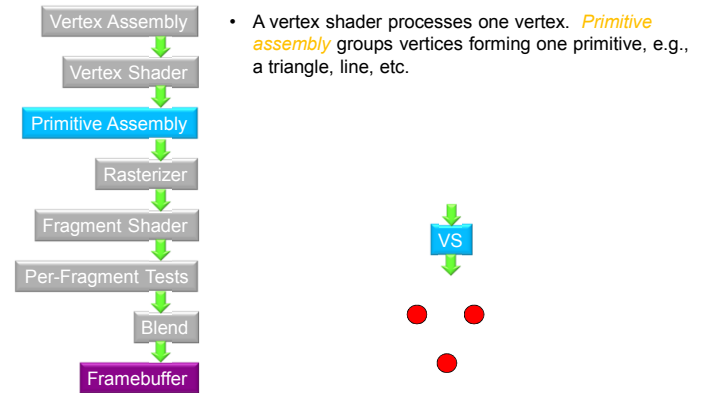 Vertex Assembly
Vertex Shader
Primitive Assembly
Rasterizer
Fragment Shader
Per-Fragment Tests
Blend
Framebuffer
• A vertex shader processes one vertex. Primitive
assembly groups vertices forming one primitive, e.g.,
a triangle, line, etc.
VS